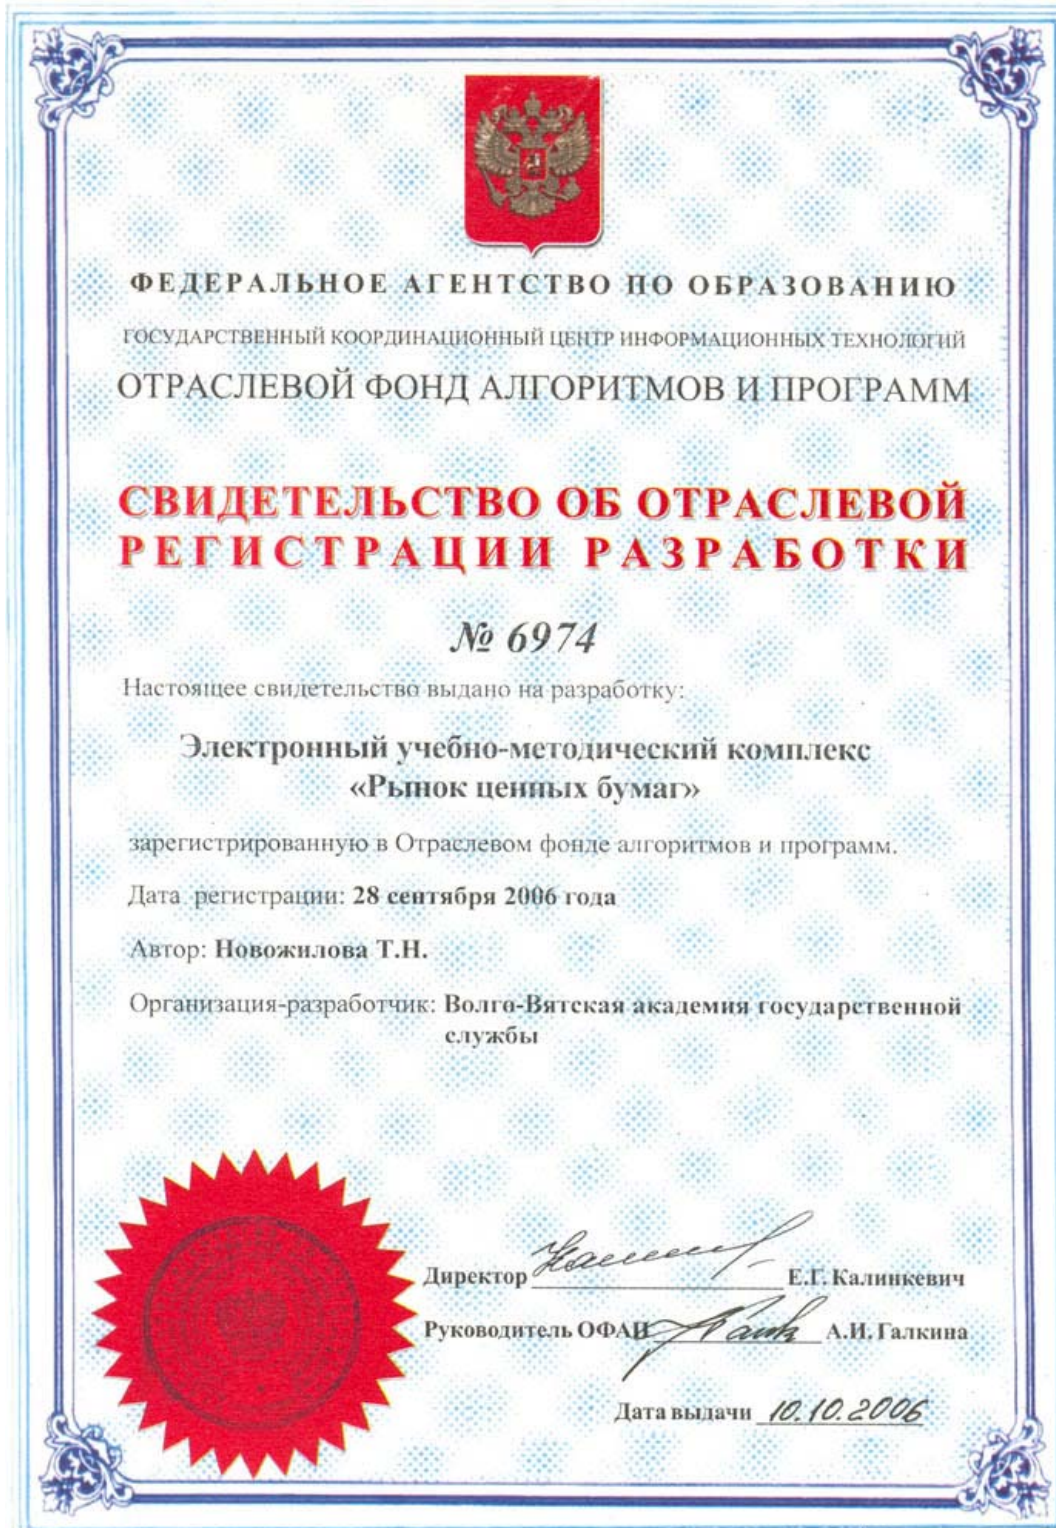 ФЕДЕРАЛЬНОЕ АГЕНТСТВО ПО ОБРАЗОВАНИЮ
ГОСУДАРСТВЕННЫЙ КООРДИНАЦИОННЫЙ ЦЕНТР ИНФОРМАЦИОННЫХ ТЕХНОЛОГИЙ
ОТРАСЛЕВОЙ ФОНД АЛГОРИТМОВ И ПРОГРАММ
СВИДЕТЕЛЬСТВО ОБ ОТРАСЛЕВОЙ
РЕГИСТРАЦИИ РАЗРАБОТКИ
№ 6974
Настоящее свидетельство выдано на разработку:
Электронный учебно-методический комплекс
«Рынок ценных бумаг»
зарегистрированную в Отраслевом фонде алгоритмов и программ.
Дата регистрации: 28 сентября 2006 года
Автор: Новожилова Т.Н.
Организация-разработчик: Волго-Вятская академия государственной
службы
Директор Е.Г. Калинкевич
Руководитель ОФАП А.И. Галкина
Дата выдачи 10.10.2006